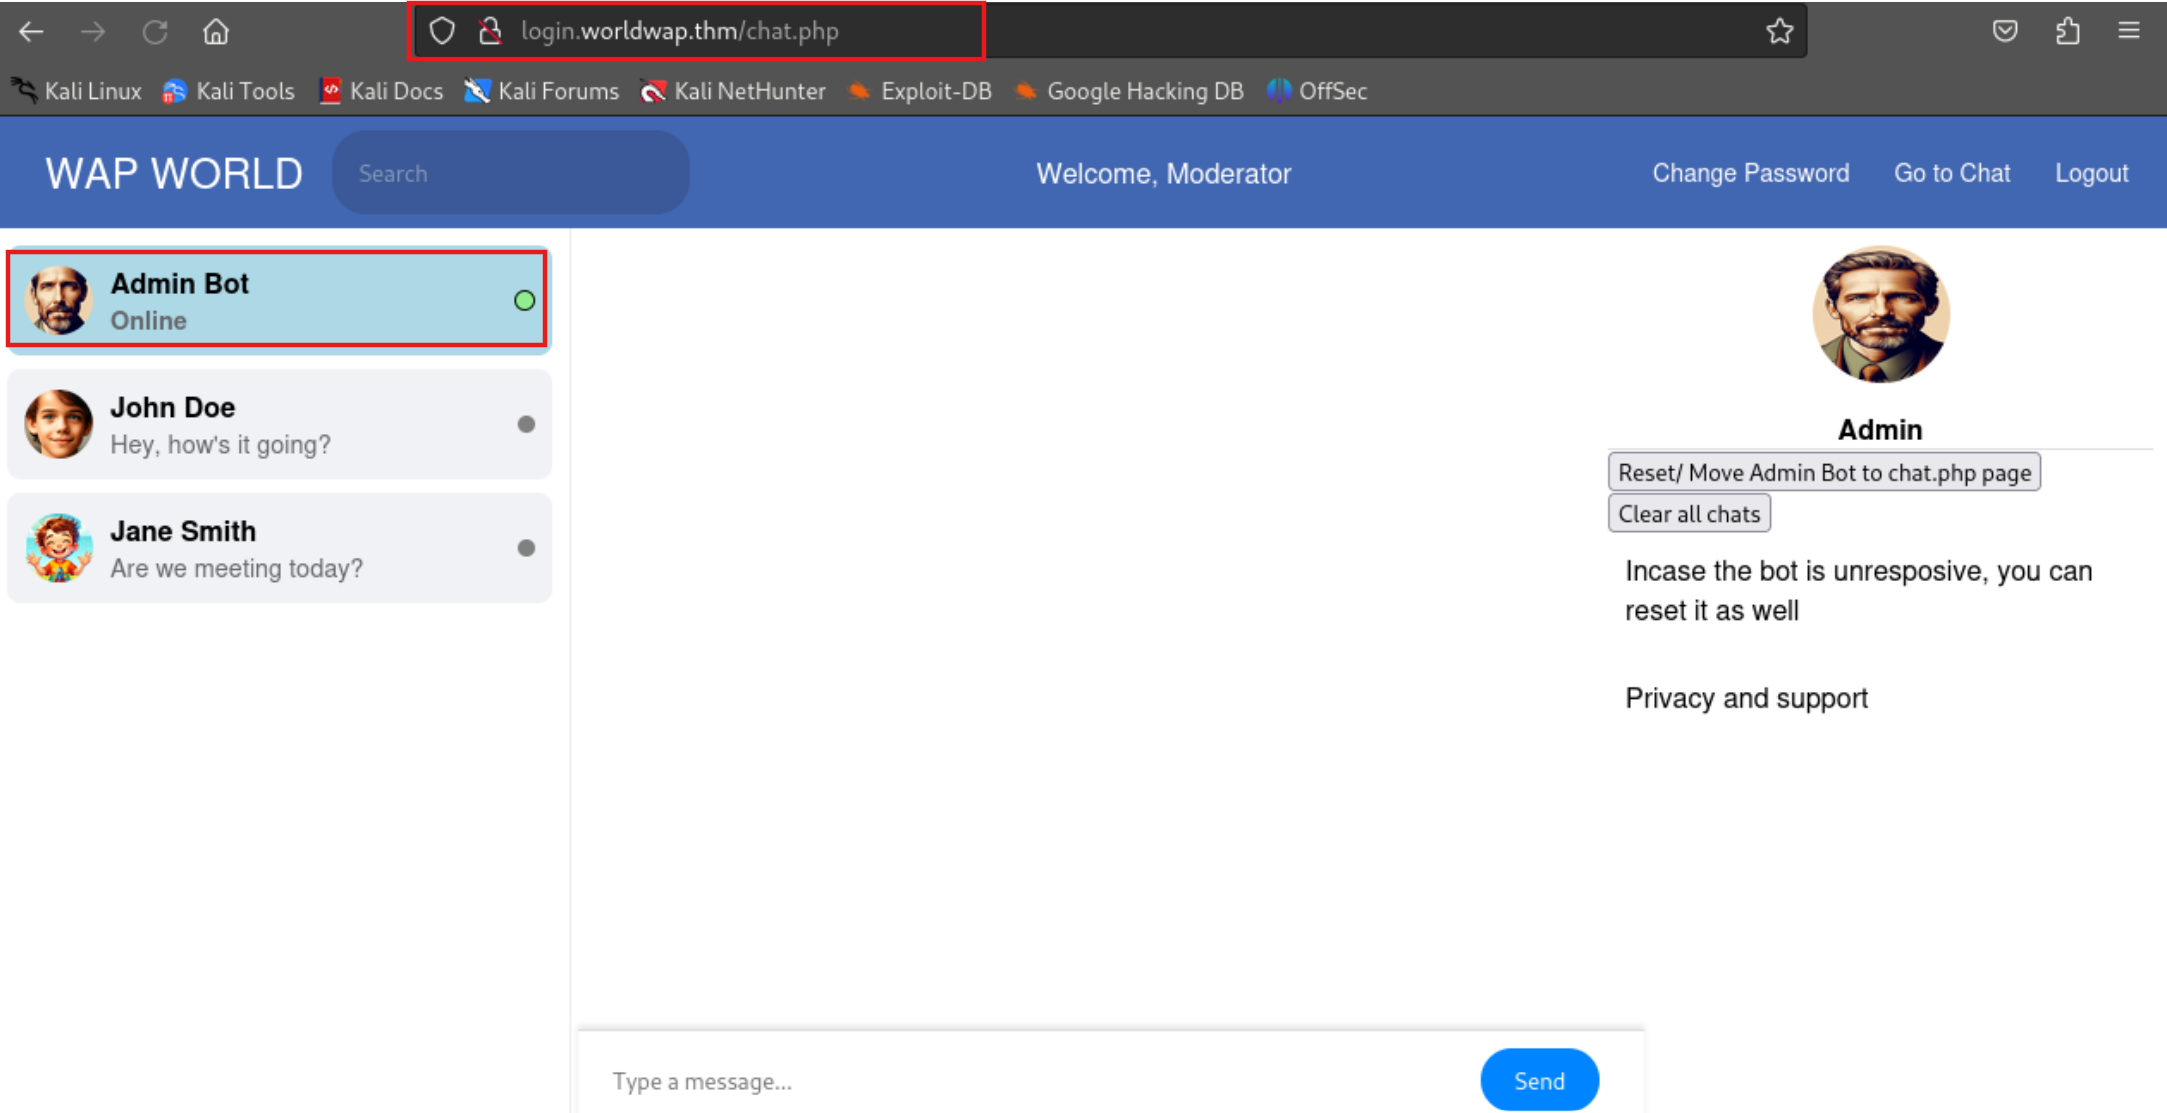 login.worldwap.thm/chat.php
Kali Linux Kali Tools Kali Docs Kali Forums Kali NetHunter Exploit-DB Google Hacking DB OffSec
WAP WORLD Search Welcome, Moderator Change Password Go to Chat Logout
Admin Bot
Online
John Doe
Hey, how's it going?
Jane Smith
Are we meeting today?
Admin
Reset/ Move Admin Bot to chat.php page
Clear all chats
Incase the bot is unresposive, you can
reset it as well
Privacy and support
Type a message... Send